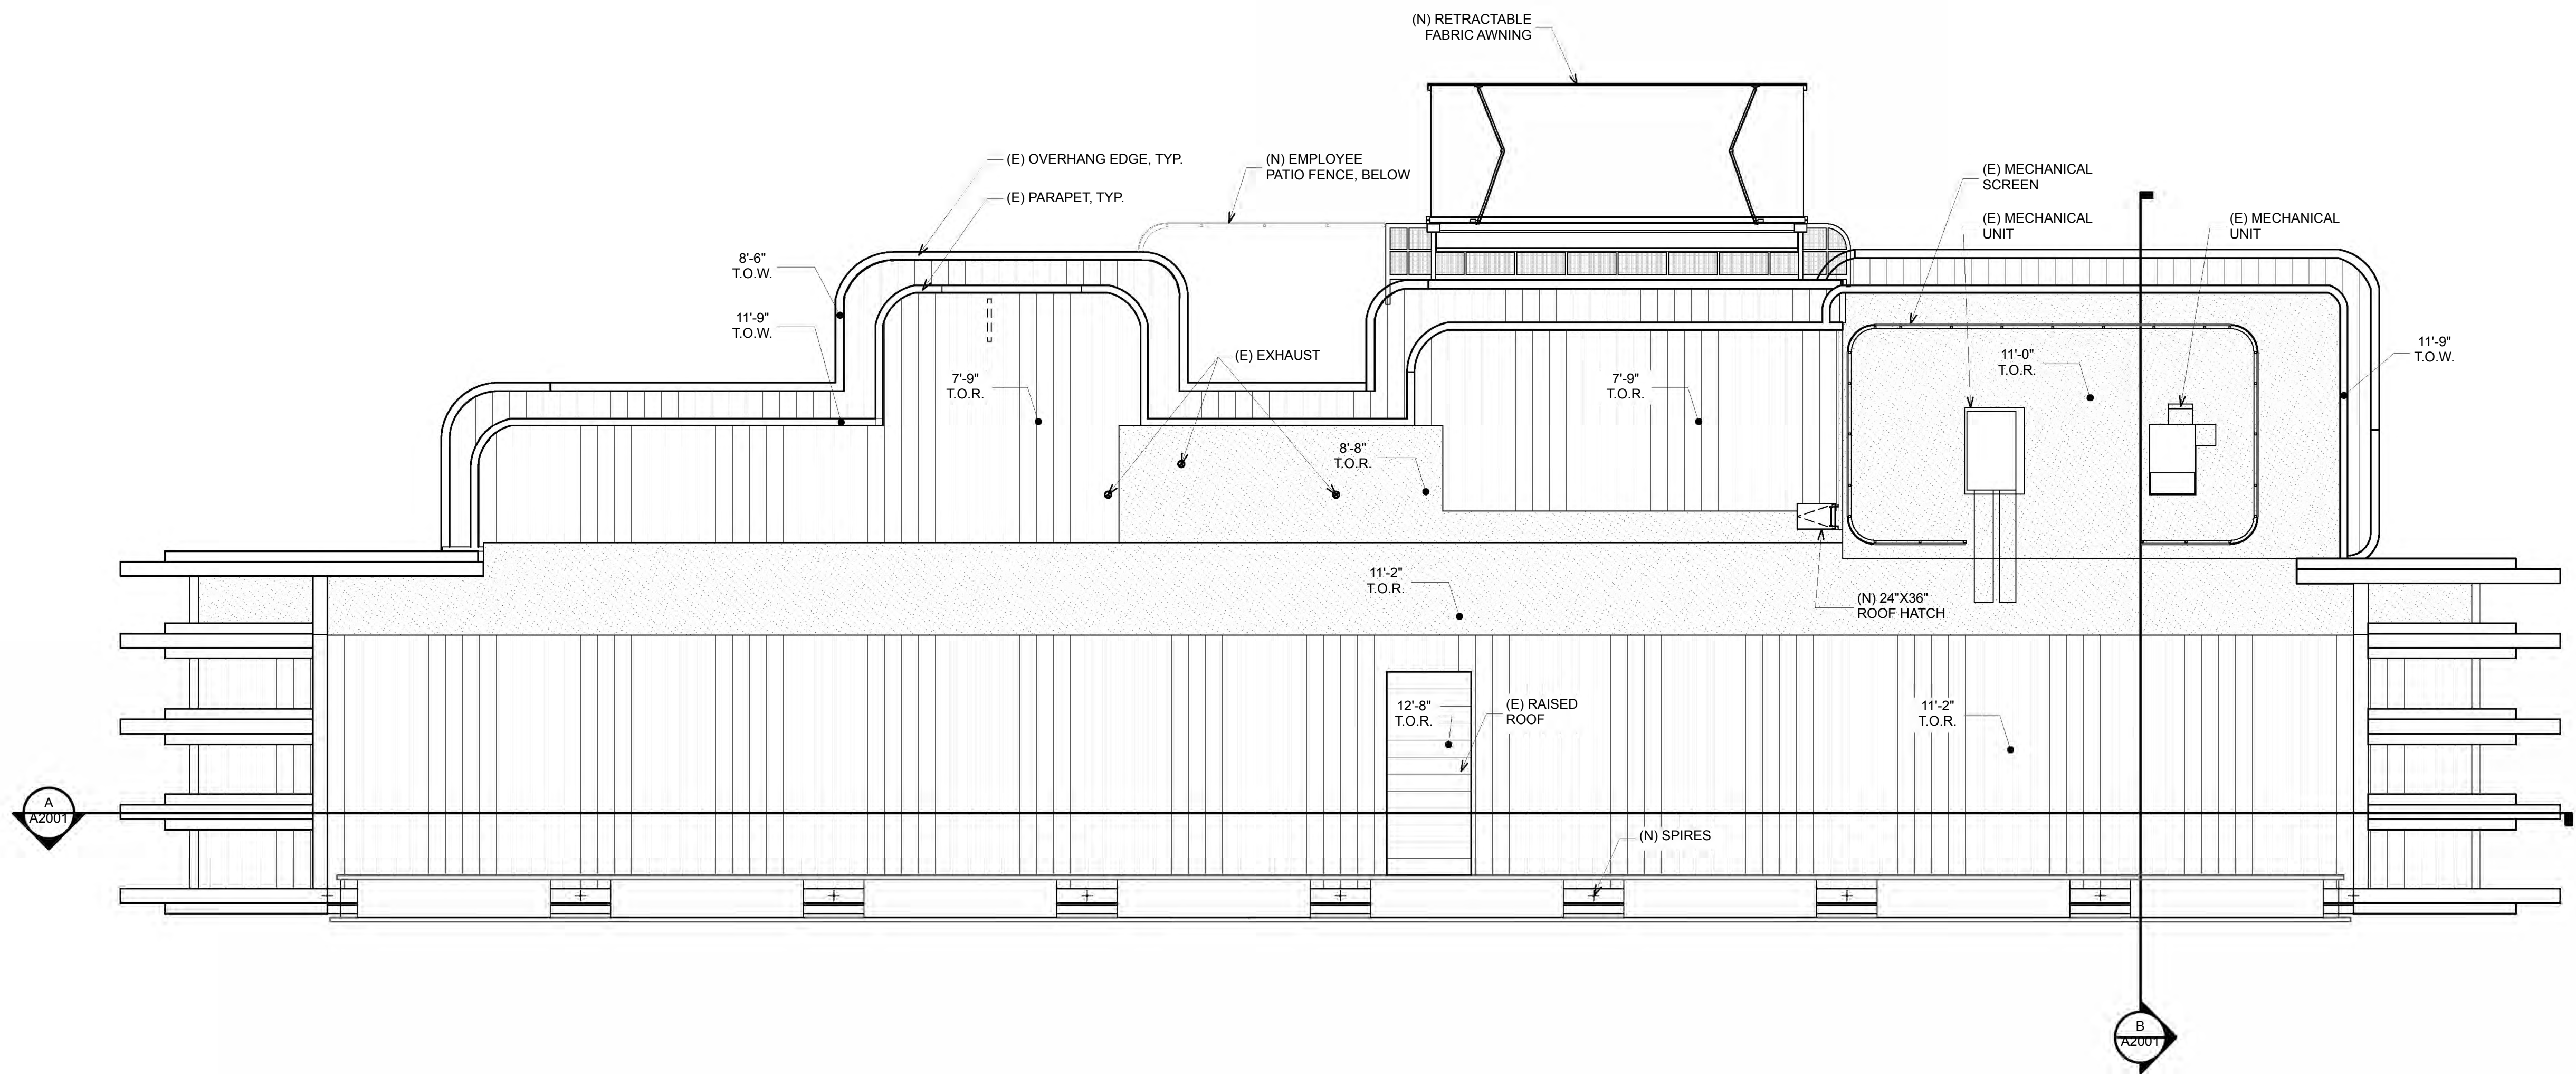 (N) RETRACTABLE
FABRIC AWNING
(E) OVERHANG EDGE, TYP.
(N) EMPLOYEE
PATIO FENCE, BELOW
(E) PARAPET, TYP.
(E) MECHANICAL
SCREEN
(E) MECHANICAL
UNIT
(E) MECHANICAL
UNIT
8'-6"
T.O.W.
11'-9"
T.O.W.
(E) EXHAUST
11'-0"
T.O.R.
11'-9"
T.O.W.
7'-9"
T.O.R.
7'-9"
T.O.R.
8'-8"
T.O.R.
11'-2"
T.O.R.
(N) 24"X36"
ROOF HATCH
12'-8"
T.O.R.
(E) RAISED
ROOF
11'-2"
T.O.R.
A
A2001
(N) SPIRES
B
A2001